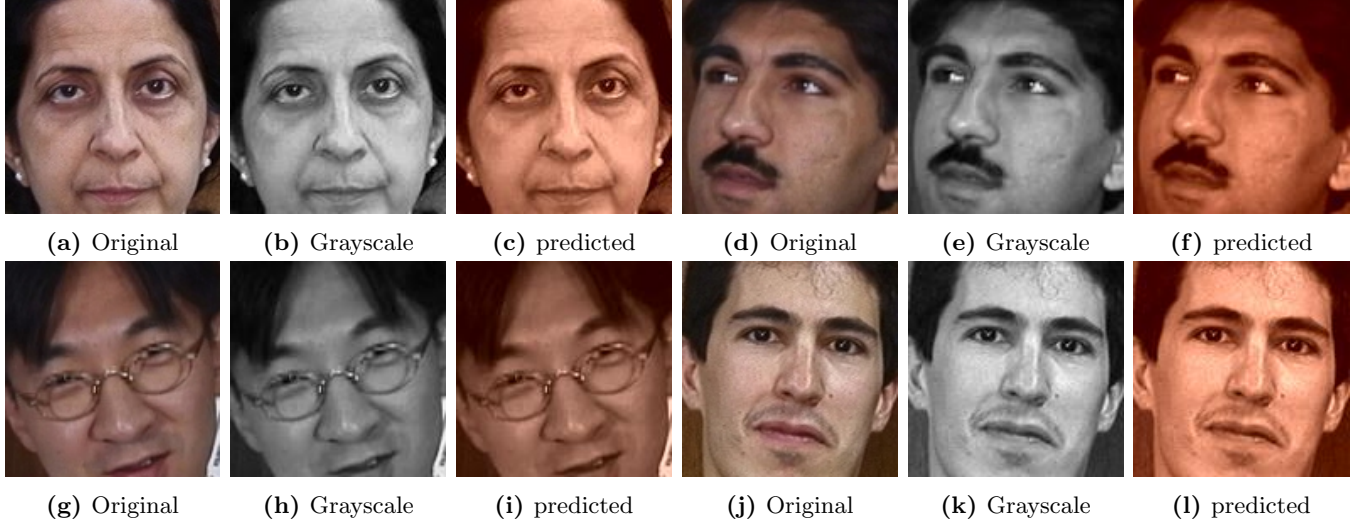 (a) Original (b) Grayscale (c) predicted (d) Original (e) Grayscale (f) predicted
(g) Original (h) Grayscale (i) predicted (j) Original (k) Grayscale (l) predicted